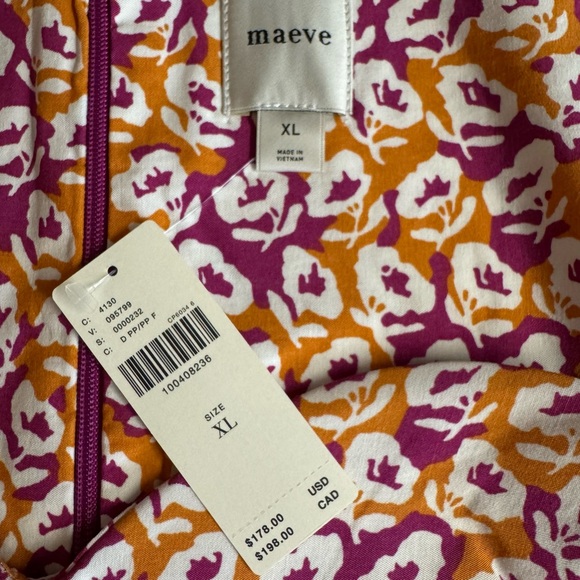 maeve
XL
MADE IN
VIETNAM
C: 4130
V: 095799
S: 0000232
C: D PP/PP F
CP6034 6
100408236
SIZE
XL
$178.00 USD
$198.00 CAD